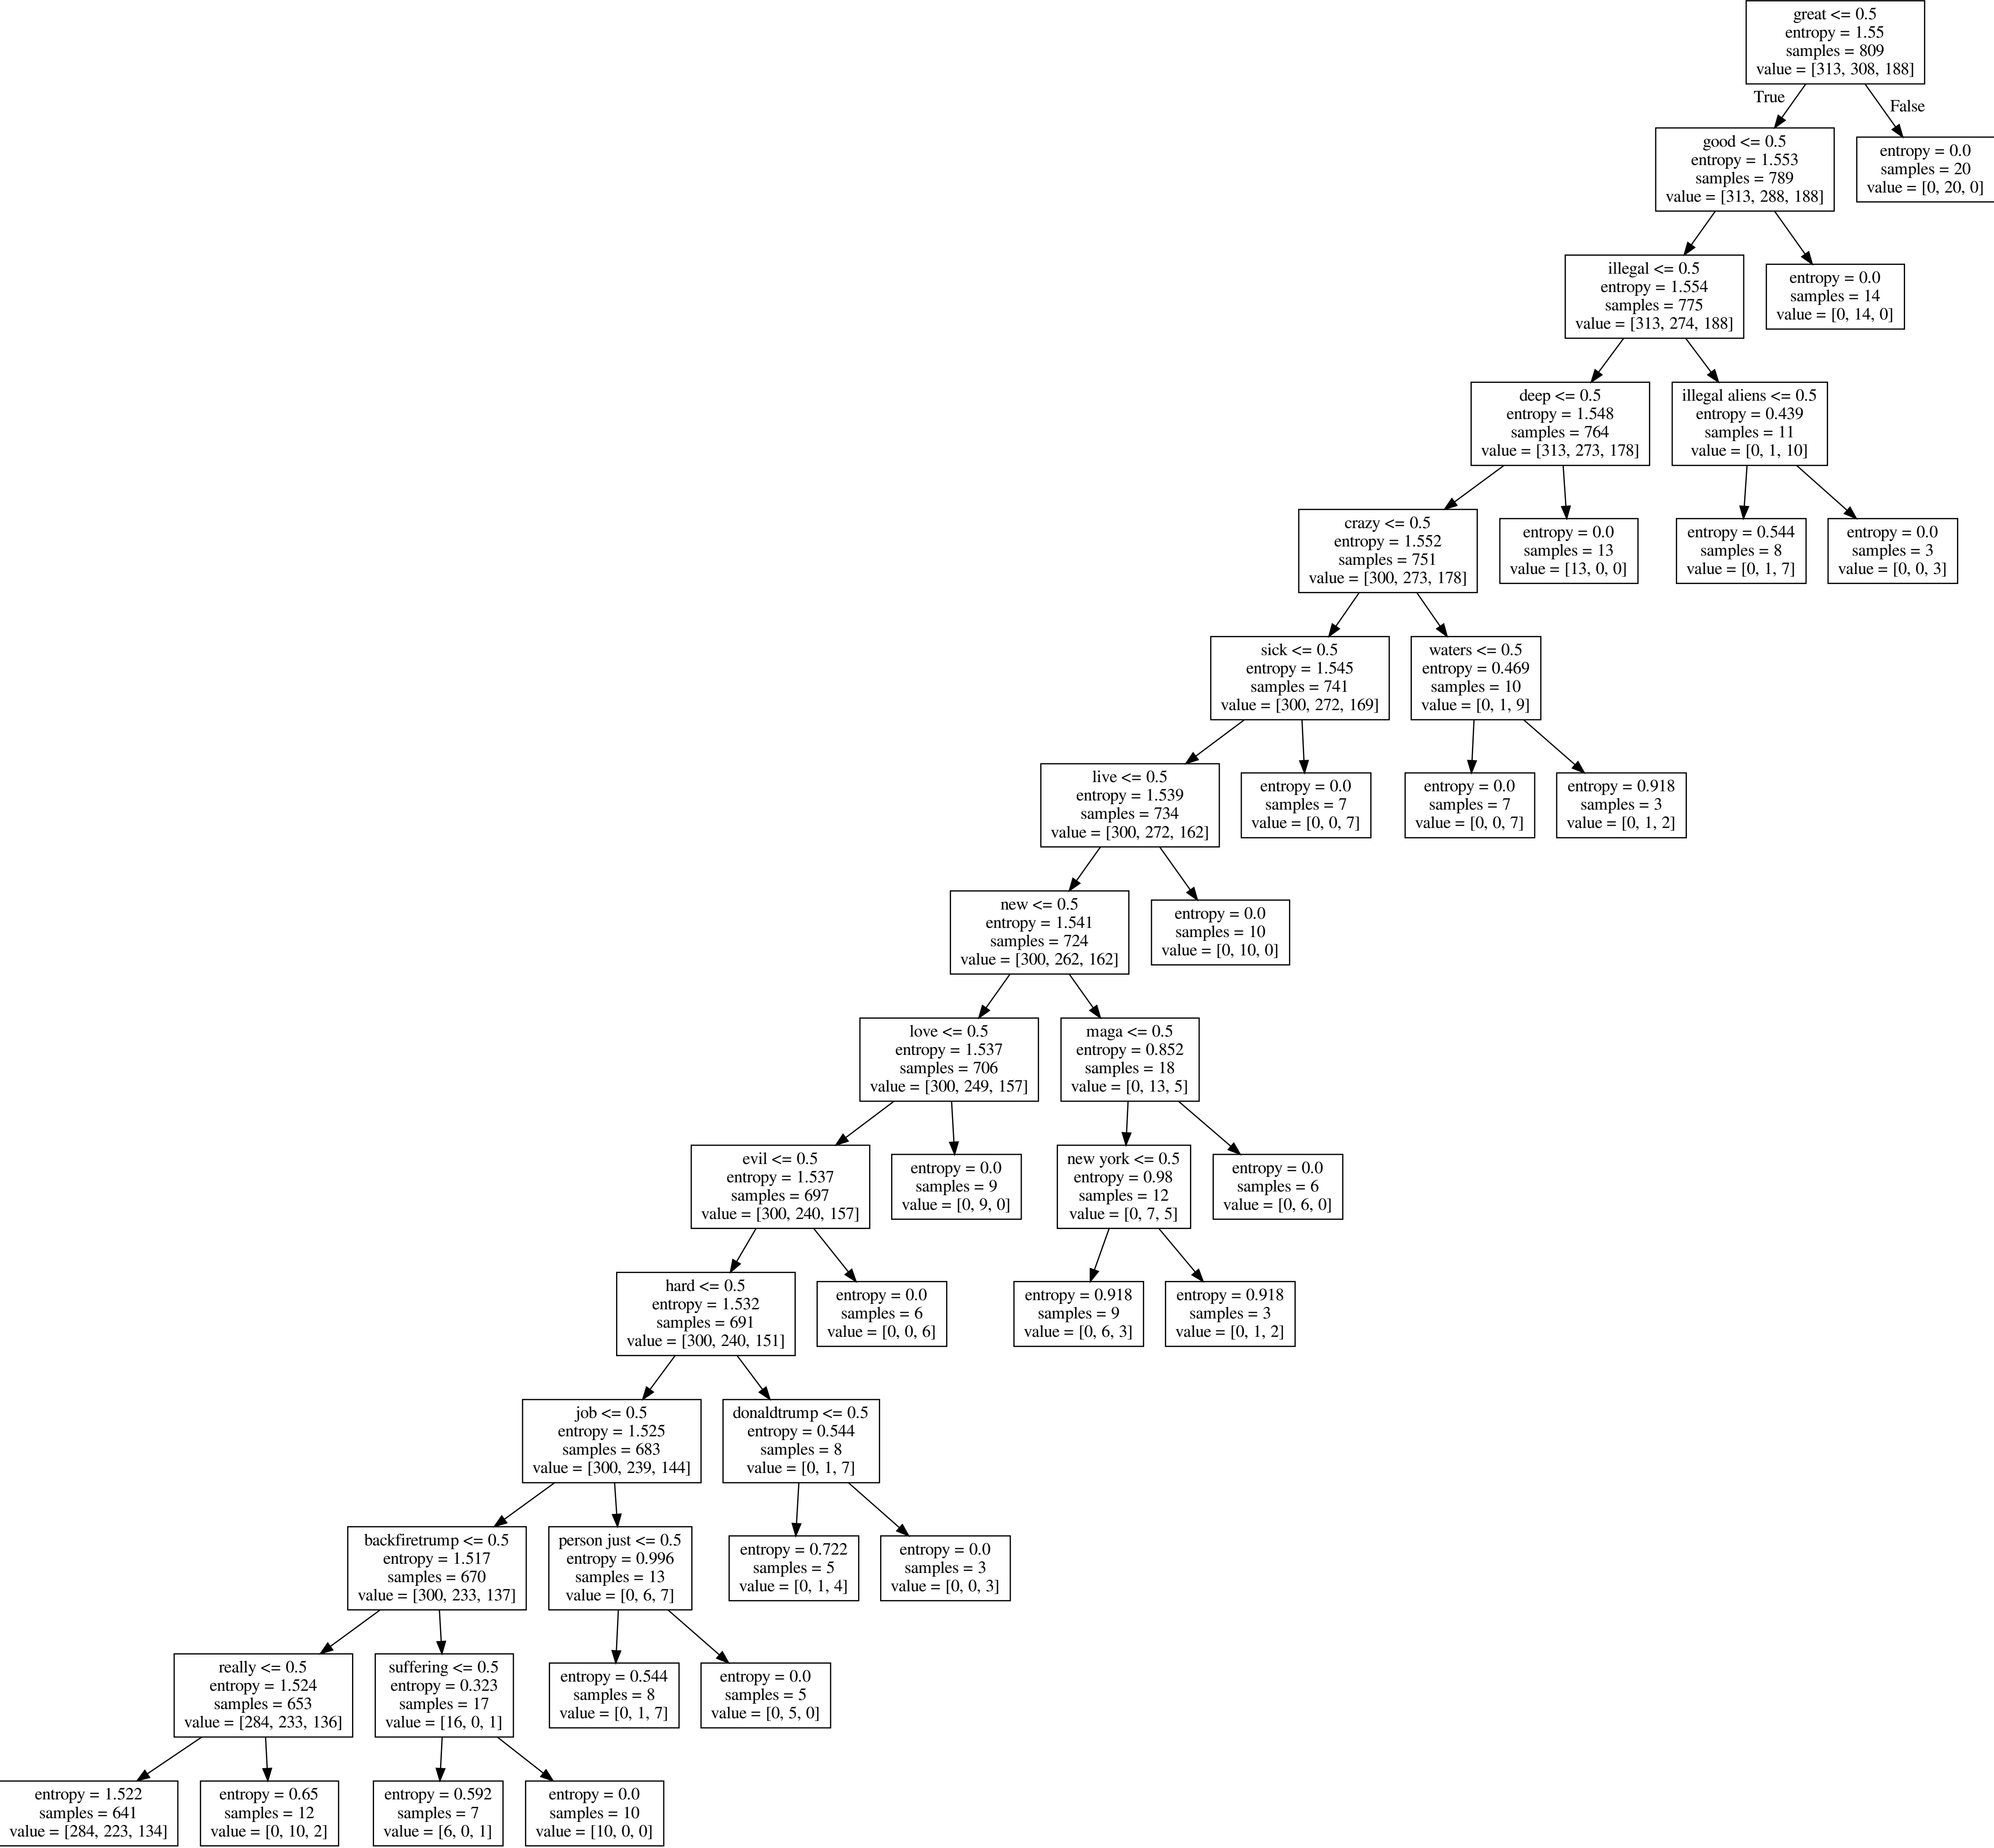 great <= 0.5
entropy = 1.55
samples = 809
value = [313, 308, 188]
True
False
good <= 0.5
entropy = 1.553
samples = 789
value = [313, 288, 188]
entropy = 0.0
samples = 20
value = [0, 20, 0]
illegal <= 0.5
entropy = 1.554
samples = 775
value = [313, 274, 188]
entropy = 0.0
samples = 14
value = [0, 14, 0]
deep <= 0.5
entropy = 1.548
samples = 764
value = [313, 273, 178]
illegal aliens <= 0.5
entropy = 0.439
samples = 11
value = [0, 1, 10]
crazy <= 0.5
entropy = 1.552
samples = 751
value = [300, 273, 178]
entropy = 0.0
samples = 13
value = [13, 0, 0]
entropy = 0.544
samples = 8
value = [0, 1, 7]
entropy = 0.0
samples = 3
value = [0, 0, 3]
sick <= 0.5
entropy = 1.545
samples = 741
value = [300, 272, 169]
waters <= 0.5
entropy = 0.469
samples = 10
value = [0, 1, 9]
live <= 0.5
entropy = 1.539
samples = 734
value = [300, 272, 162]
entropy = 0.0
samples = 7
value = [0, 0, 7]
entropy = 0.0
samples = 7
value = [0, 0, 7]
entropy = 0.918
samples = 3
value = [0, 1, 2]
new <= 0.5
entropy = 1.541
samples = 724
value = [300, 262, 162]
entropy = 0.0
samples = 10
value = [0, 10, 0]
love <= 0.5
entropy = 1.537
samples = 706
value = [300, 249, 157]
maga <= 0.5
entropy = 0.852
samples = 18
value = [0, 13, 5]
evil <= 0.5
entropy = 1.537
samples = 697
value = [300, 240, 157]
entropy = 0.0
samples = 9
value = [0, 9, 0]
new york <= 0.5
entropy = 0.98
samples = 12
value = [0, 7, 5]
entropy = 0.0
samples = 6
value = [0, 6, 0]
hard <= 0.5
entropy = 1.532
samples = 691
value = [300, 240, 151]
entropy = 0.0
samples = 6
value = [0, 0, 6]
entropy = 0.918
samples = 9
value = [0, 6, 3]
entropy = 0.918
samples = 3
value = [0, 1, 2]
job <= 0.5
entropy = 1.525
samples = 683
value = [300, 239, 144]
donaldtrump <= 0.5
entropy = 0.544
samples = 8
value = [0, 1, 7]
backfiretrump <= 0.5
entropy = 1.517
samples = 670
value = [300, 233, 137]
person just <= 0.5
entropy = 0.996
samples = 13
value = [0, 6, 7]
entropy = 0.722
samples = 5
value = [0, 1, 4]
entropy = 0.0
samples = 3
value = [0, 0, 3]
really <= 0.5
entropy = 1.524
samples = 653
value = [284, 233, 136]
suffering <= 0.5
entropy = 0.323
samples = 17
value = [16, 0, 1]
entropy = 0.544
samples = 8
value = [0, 1, 7]
entropy = 0.0
samples = 5
value = [0, 5, 0]
entropy = 1.522
samples = 641
value = [284, 223, 134]
entropy = 0.65
samples = 12
value = [0, 10, 2]
entropy = 0.592
samples = 7
value = [6, 0, 1]
entropy = 0.0
samples = 10
value = [10, 0, 0]